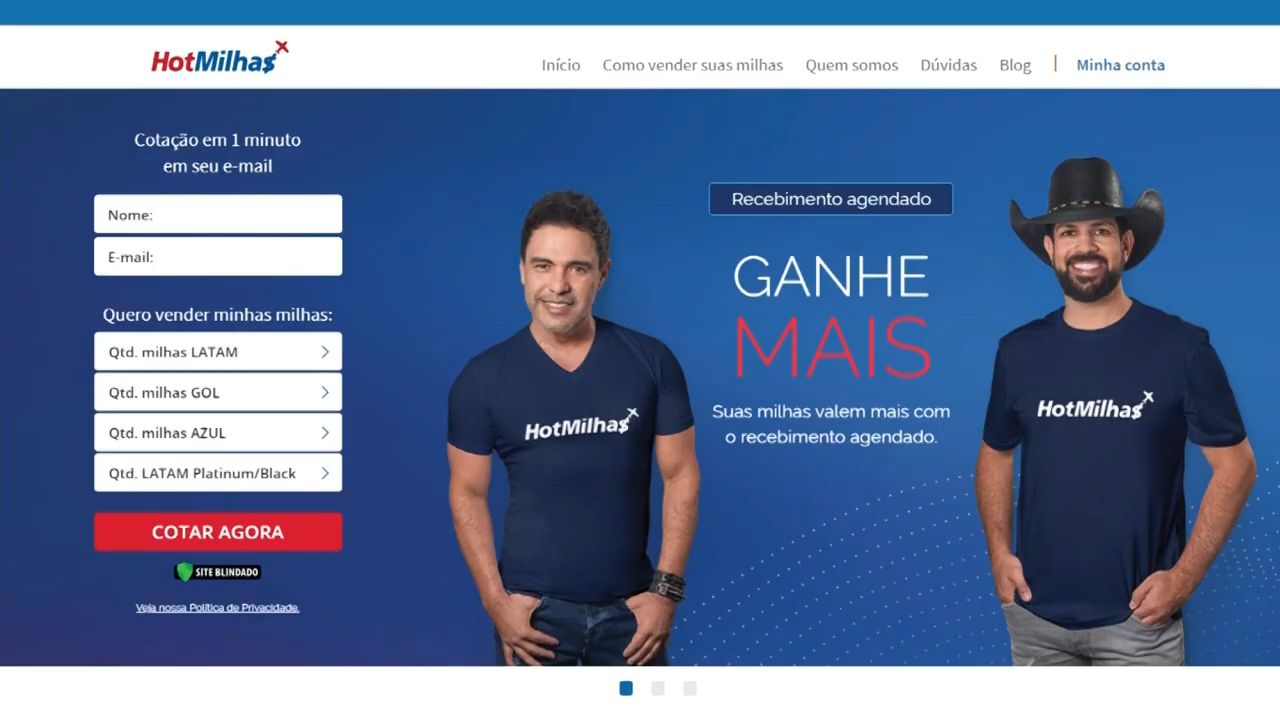 HotMilhas
Início Como vender suas milhas Quem somos Dúvidas Blog | Minha conta
Cotação em 1 minuto
em seu e-mail
Nome:
E-mail:
Quero vender minhas milhas:
Qtd. milhas LATAM
Qtd. milhas GOL
Qtd. milhas AZUL
Qtd. LATAM Platinum/Black
COTAR AGORA
SITE BLINDADO
Veja nossa Política de Privacidade.
HotMilhas
Recebimento agendado
GANHE
MAIS
Suas milhas valem mais com
o recebimento agendado.
HotMilhas